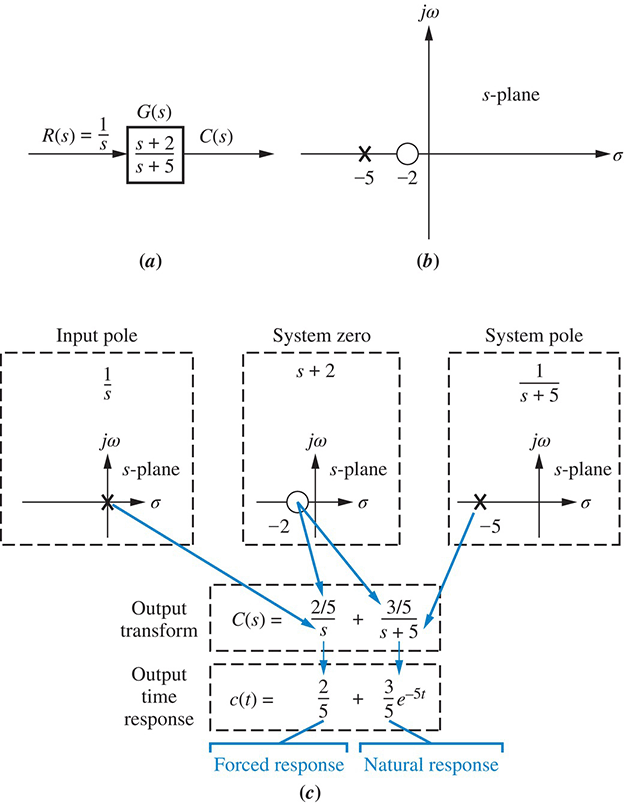 G(s)
R(s) = 1/s
s + 2
s + 5
C(s)
(a)
jω
s-plane
σ
−5
−2
(b)
Input pole
1/s
jω
s-plane
σ
System zero
s + 2
jω
s-plane
σ
−2
System pole
1/(s + 5)
jω
s-plane
σ
−5
Output
transform
C(s) = 2/5/s + 3/5/(s + 5)
Output
time
response
c(t) = 2/5 + 3/5 e^−5t
Forced response
Natural response
(c)